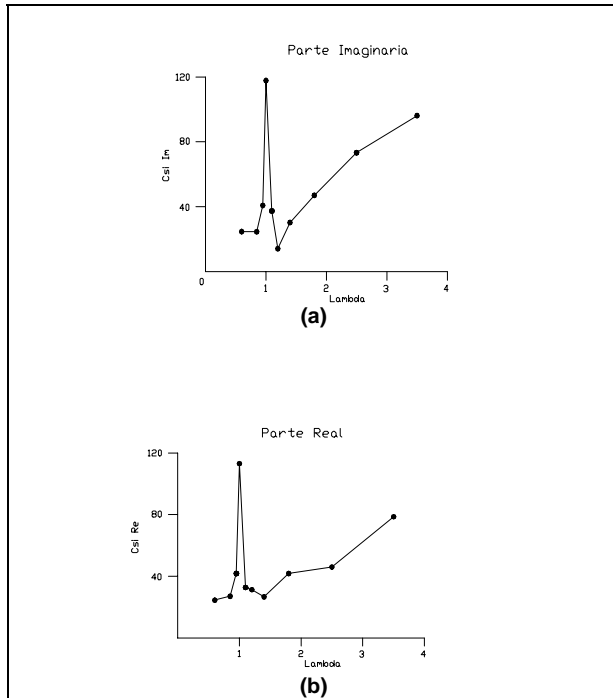 Parte Imaginaria
120
80
40
Csi Im
0 1 2 3 4
Lambda
(a)
Parte Real
120
80
40
Csi Re
1 2 3 4
Lambda
(b)